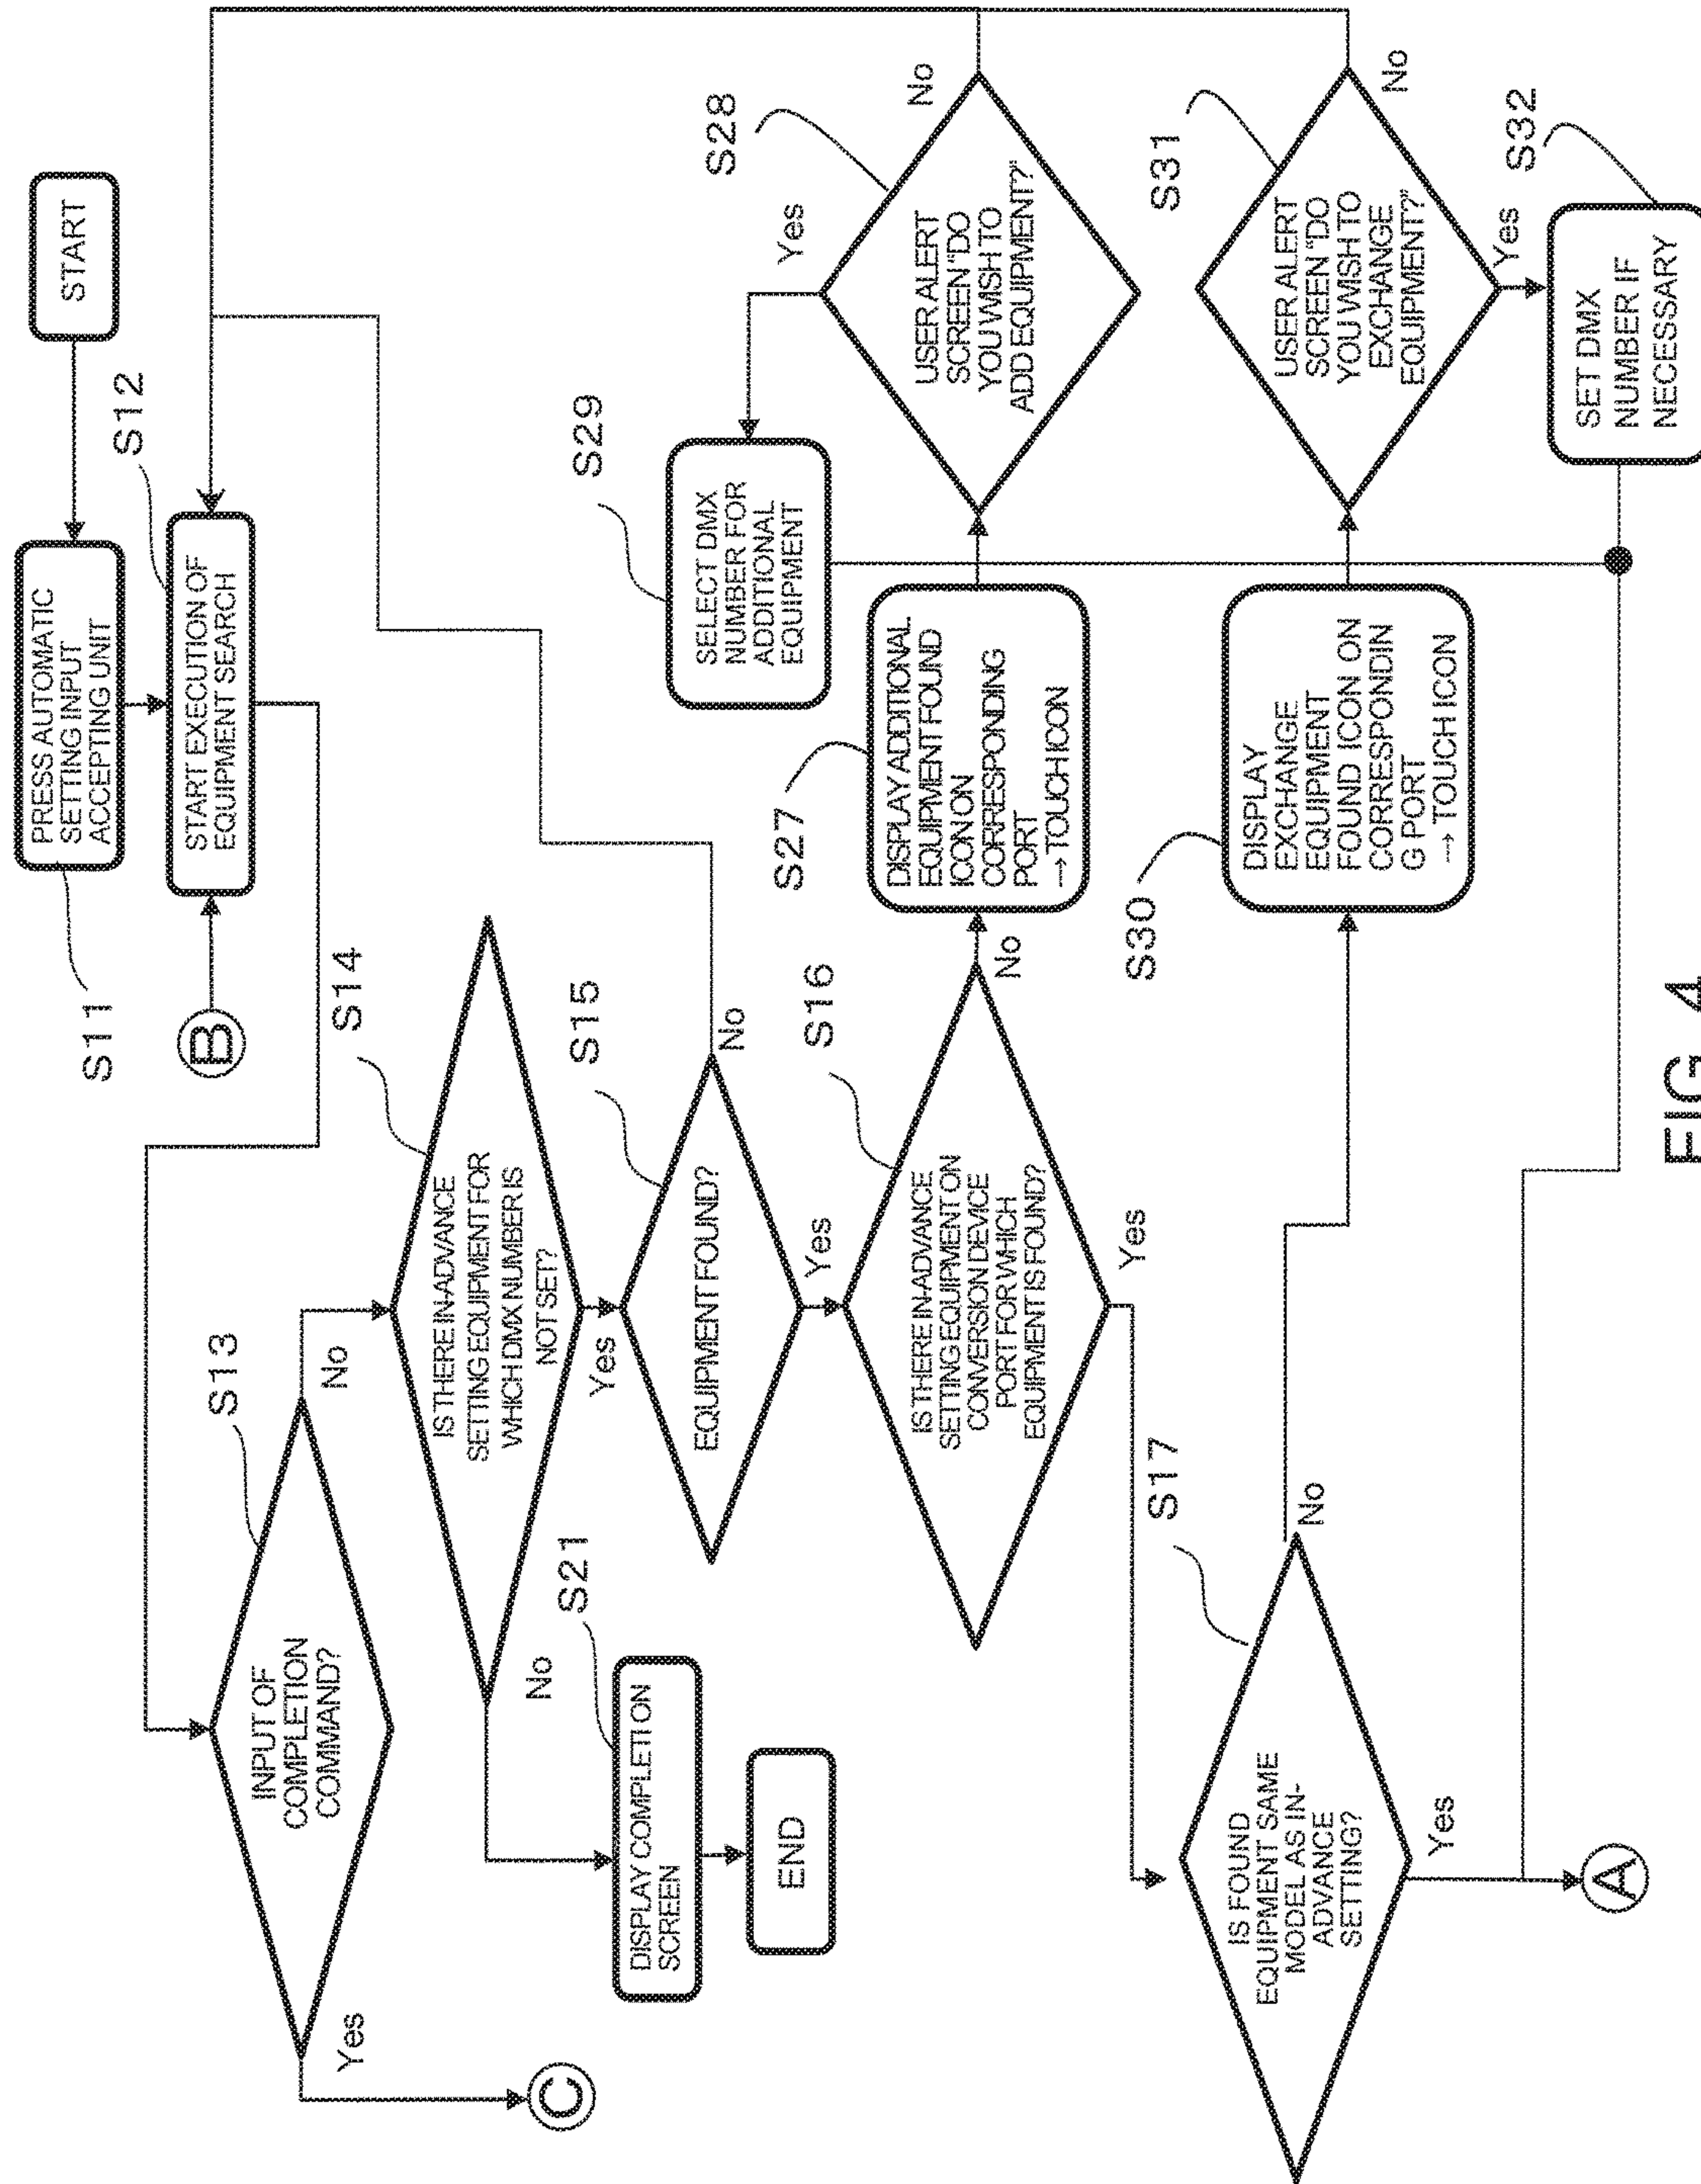 START
S11
PRESS AUTOMATIC
SETTING INPUT
ACCEPTING UNIT
S12
START EXECUTION OF
EQUIPMENT SEARCH
B
S13
INPUT OF
COMPLETION
COMMAND?
No
Yes
C
S14
IS THERE IN-ADVANCE
SETTING EQUIPMENT FOR
WHICH DMX NUMBER IS
NOT SET?
No
Yes
S21
DISPLAY COMPLETION
SCREEN
END
S15
EQUIPMENT FOUND?
No
Yes
S16
IS THERE IN-ADVANCE
SETTING EQUIPMENT ON
CONVERSION DEVICE
PORT FOR WHICH
EQUIPMENT IS FOUND?
No
Yes
S17
IS FOUND
EQUIPMENT SAME
MODEL AS IN-
ADVANCE
SETTING?
No
Yes
A
S27
DISPLAY ADDITIONAL
EQUIPMENT FOUND
ICON ON
CORRESPONDING
PORT
→ TOUCH ICON
S28
USER ALERT
SCREEN "DO
YOU WISH TO
ADD EQUIPMENT?"
Yes
No
S29
SELECT DMX
NUMBER FOR
ADDITIONAL
EQUIPMENT
S30
DISPLAY
EXCHANGE
EQUIPMENT
FOUND ICON ON
CORRESPONDIN
G PORT
→ TOUCH ICON
S31
USER ALERT
SCREEN "DO
YOU WISH TO
EXCHANGE
EQUIPMENT?"
No
Yes
S32
SET DMX
NUMBER IF
NECESSARY
FIG. 4